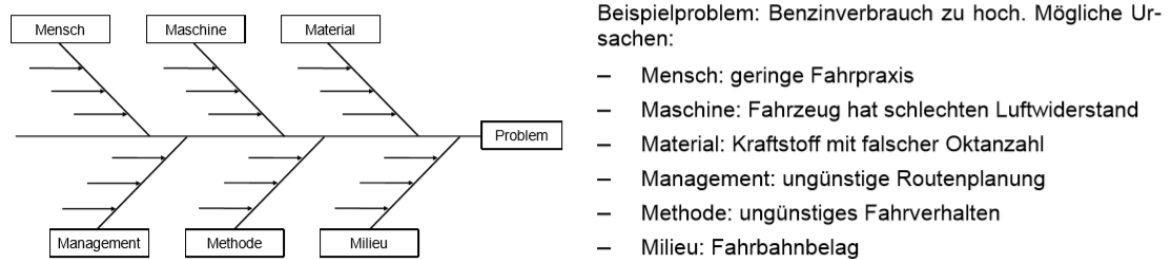 Mensch
Maschine
Material
Problem
Management
Methode
Milieu
Beispielproblem: Benzinverbrauch zu hoch. Mögliche Ur-
sachen:
– Mensch: geringe Fahrpraxis
– Maschine: Fahrzeug hat schlechten Luftwiderstand
– Material: Kraftstoff mit falscher Oktanzahl
– Management: ungünstige Routenplanung
– Methode: ungünstiges Fahrverhalten
– Milieu: Fahrbahnbelag